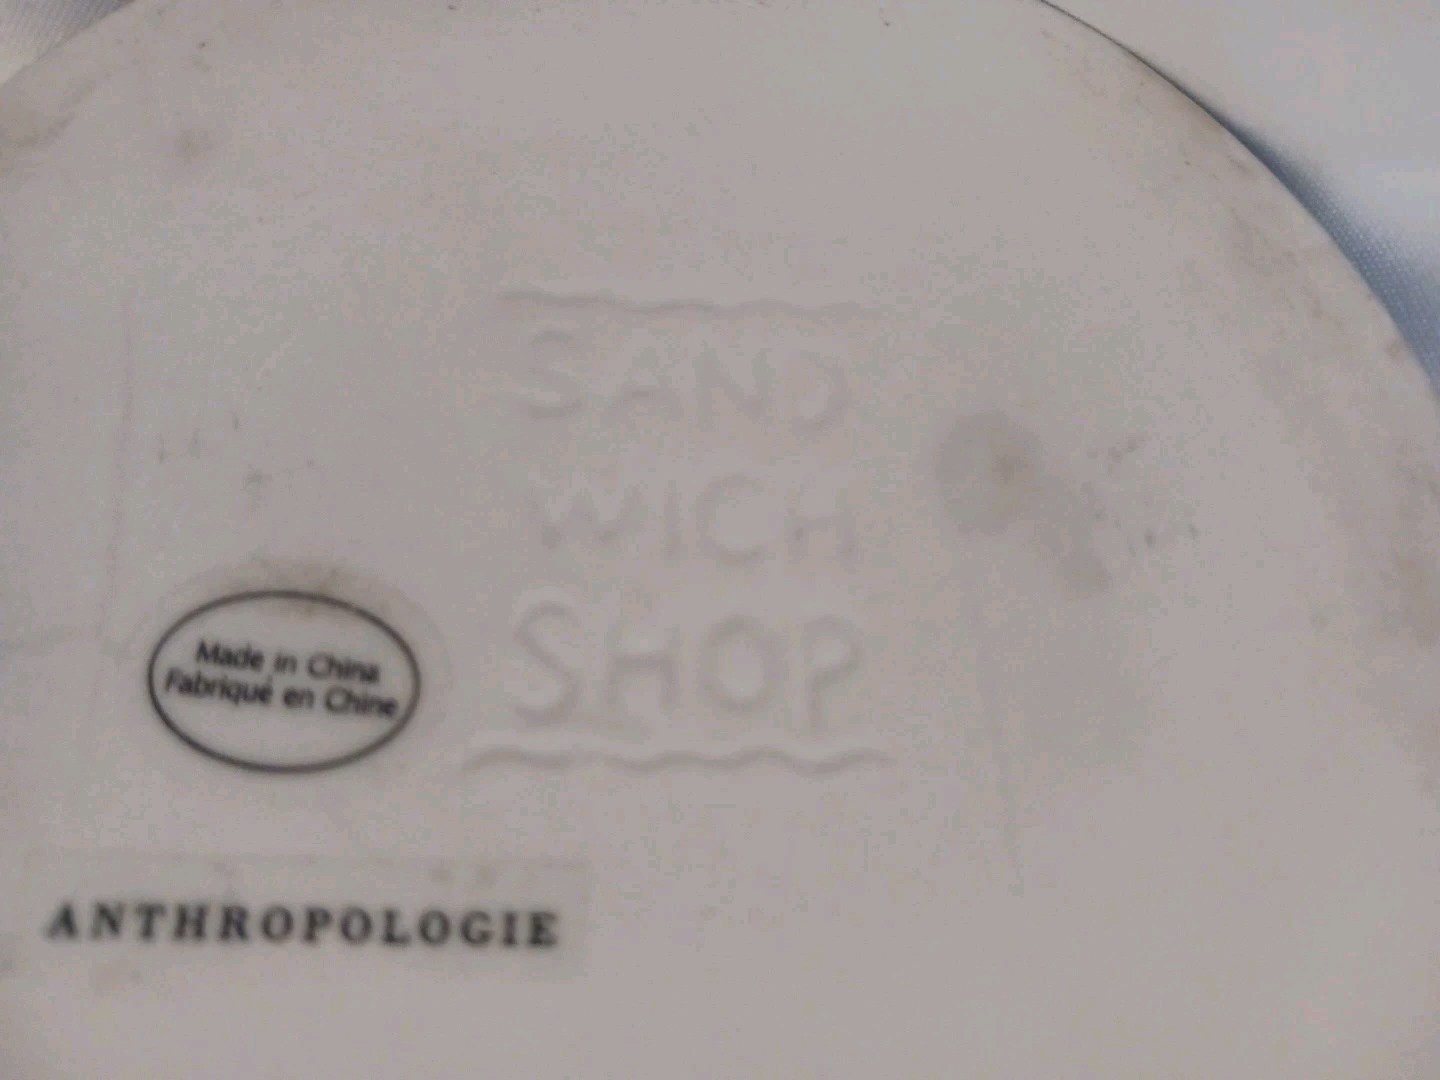 SAND
WICH
SHOP
Made in China
Fabriqué en Chine
ANTHROPOLOGIE